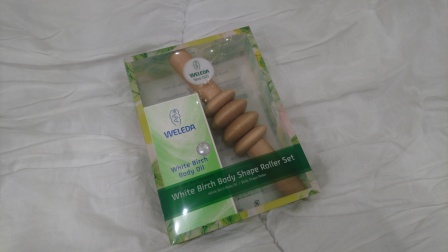 WELEDA
WELEDA
White Birch
Body Oil
White Birch Body Shape Roller Set